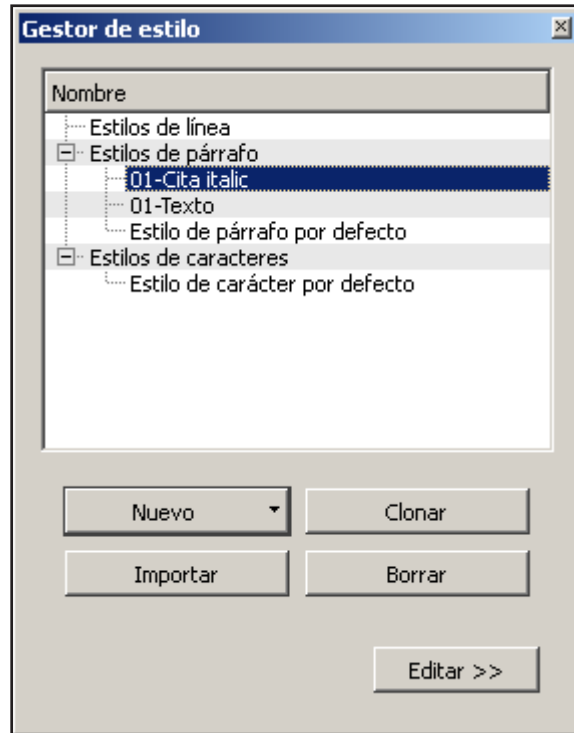 Gestor de estilo
Nombre
Estilos de línea
Estilos de párrafo
01-Cita italic
01-Texto
Estilo de párrafo por defecto
Estilos de caracteres
Estilo de carácter por defecto
Nuevo
Clonar
Importar
Borrar
Editar >>